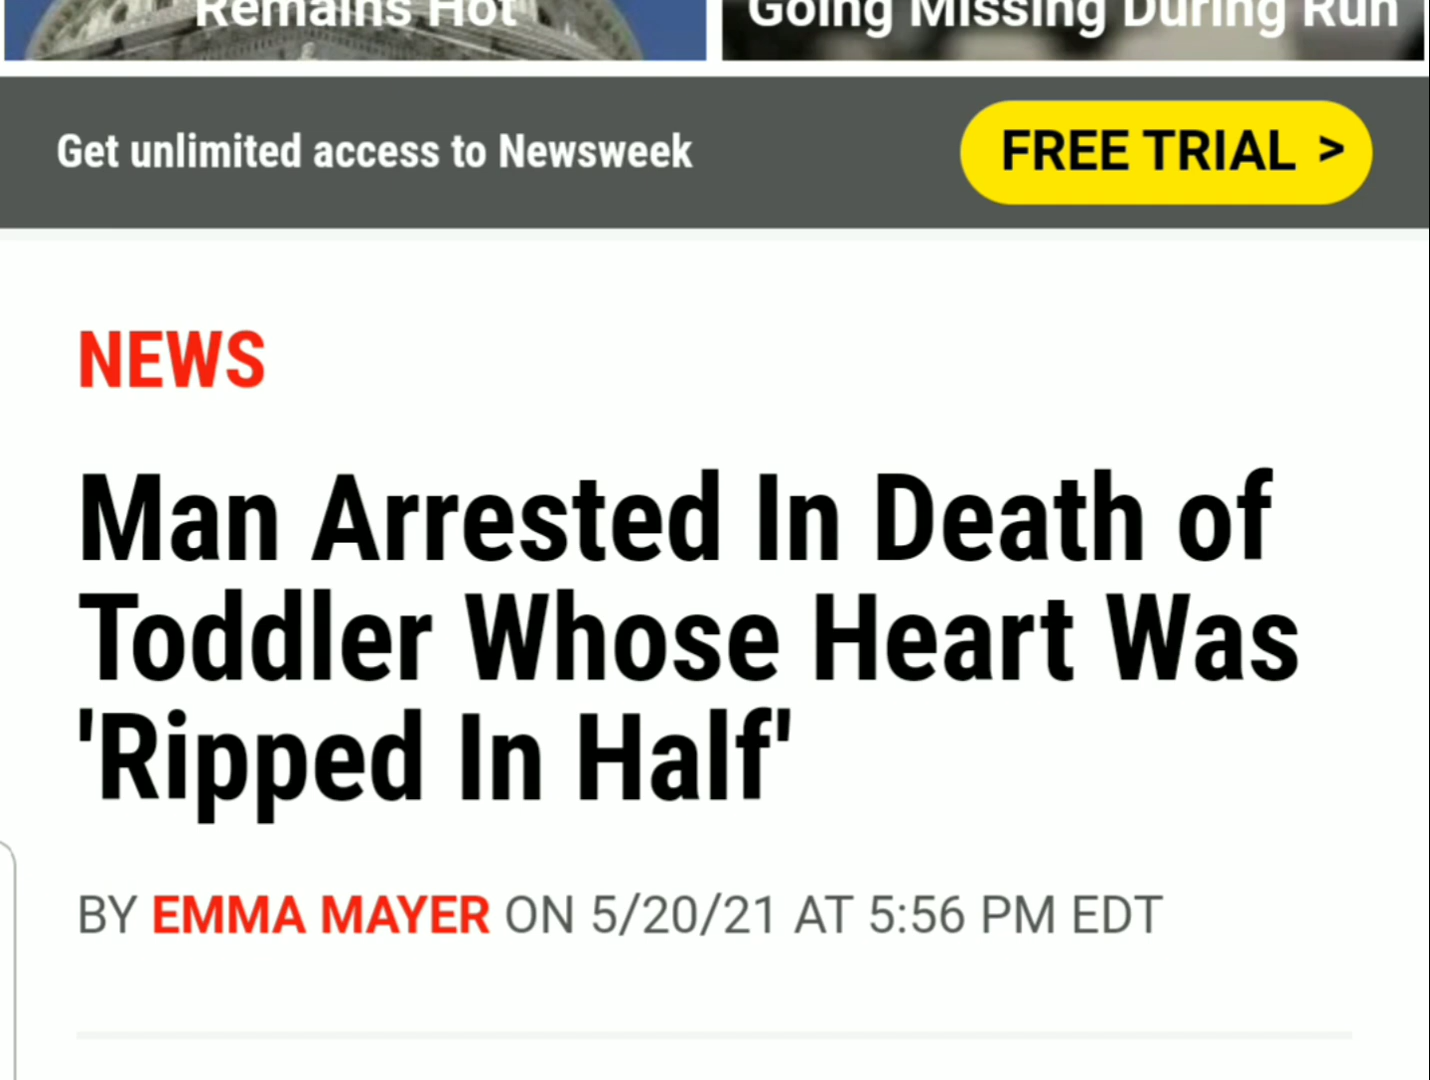 Remains Hot
Going Missing During Run
Get unlimited access to Newsweek
FREE TRIAL >
NEWS
Man Arrested In Death of
Toddler Whose Heart Was
'Ripped In Half'
BY EMMA MAYER ON 5/20/21 AT 5:56 PM EDT